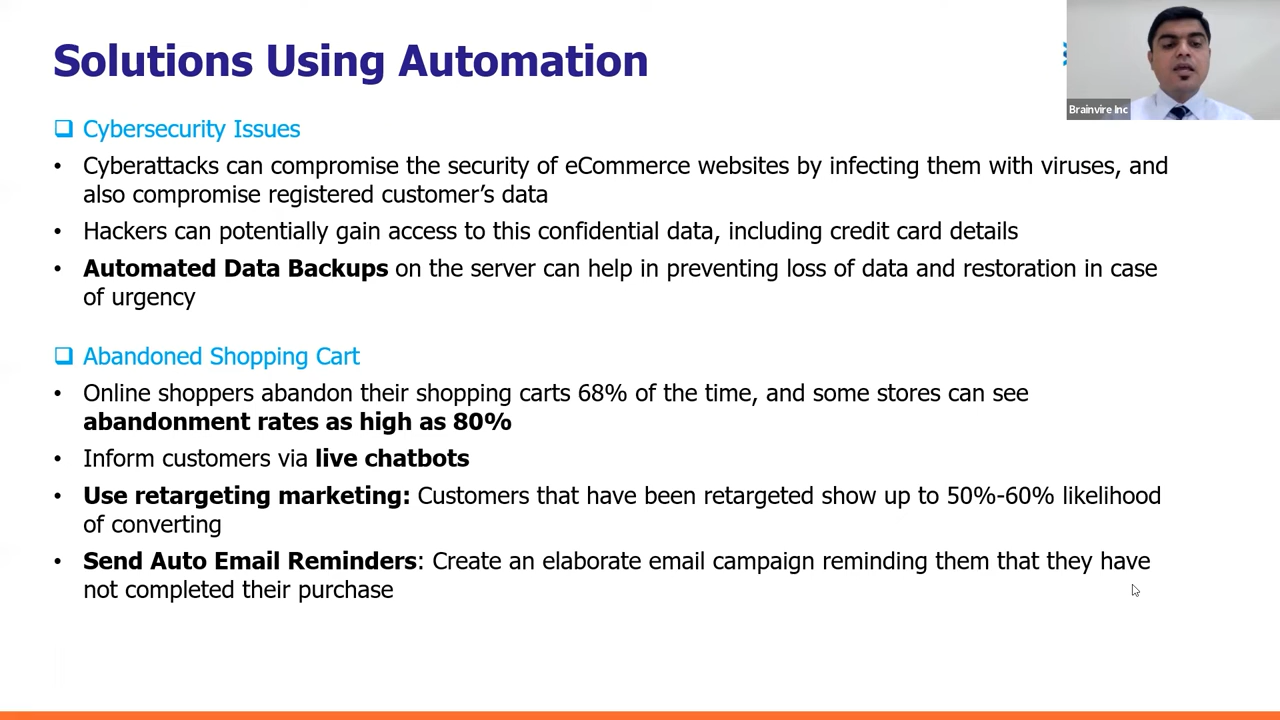 Solutions Using Automation
Brainvire Inc
❑ Cybersecurity Issues
• Cyberattacks can compromise the security of eCommerce websites by infecting them with viruses, and
also compromise registered customer’s data
• Hackers can potentially gain access to this confidential data, including credit card details
• Automated Data Backups on the server can help in preventing loss of data and restoration in case
of urgency
❑ Abandoned Shopping Cart
• Online shoppers abandon their shopping carts 68% of the time, and some stores can see
abandonment rates as high as 80%
• Inform customers via live chatbots
• Use retargeting marketing: Customers that have been retargeted show up to 50%-60% likelihood
of converting
• Send Auto Email Reminders: Create an elaborate email campaign reminding them that they have
not completed their purchase